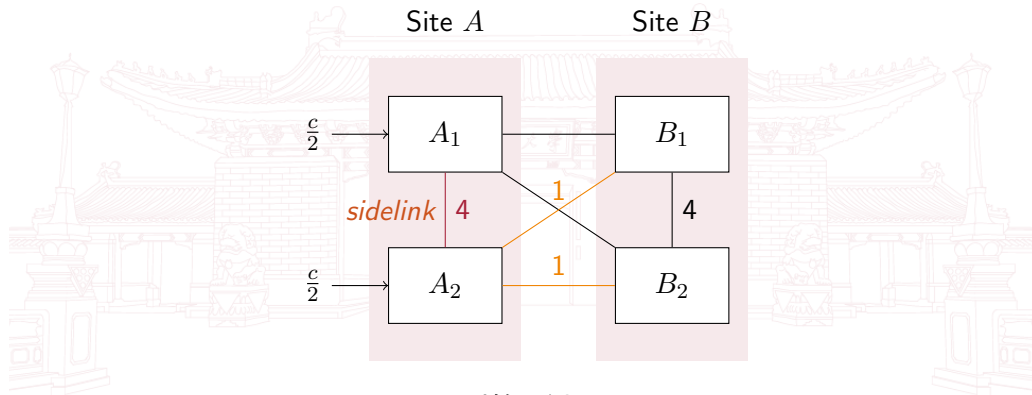 Site A Site B
c/2 A₁ B₁
1
sidelink 4 4
1
c/2 A₂ B₂